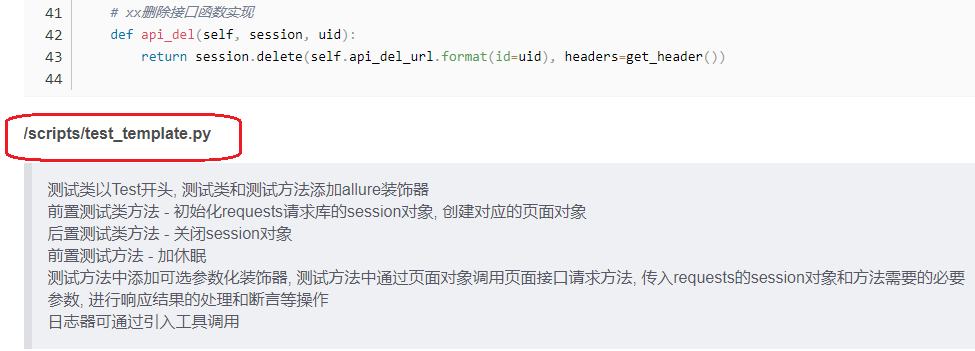 41 # xx删除接口函数实现
42 def api_del(self, session, uid):
43 return session.delete(self.api_del_url.format(id=uid), headers=get_header())
44
/scripts/test_template.py
测试类以Test开头, 测试类和测试方法添加allure装饰器
前置测试类方法 - 初始化requests请求库的session对象, 创建对应的页面对象
后置测试类方法 - 关闭session对象
前置测试方法 - 加休眠
测试方法中添加可选参数化装饰器, 测试方法中通过页面对象调用页面接口请求方法, 传入requests的session对象和方法需要的必要
参数, 进行响应结果的处理和断言等操作
日志器可通过引入工具调用